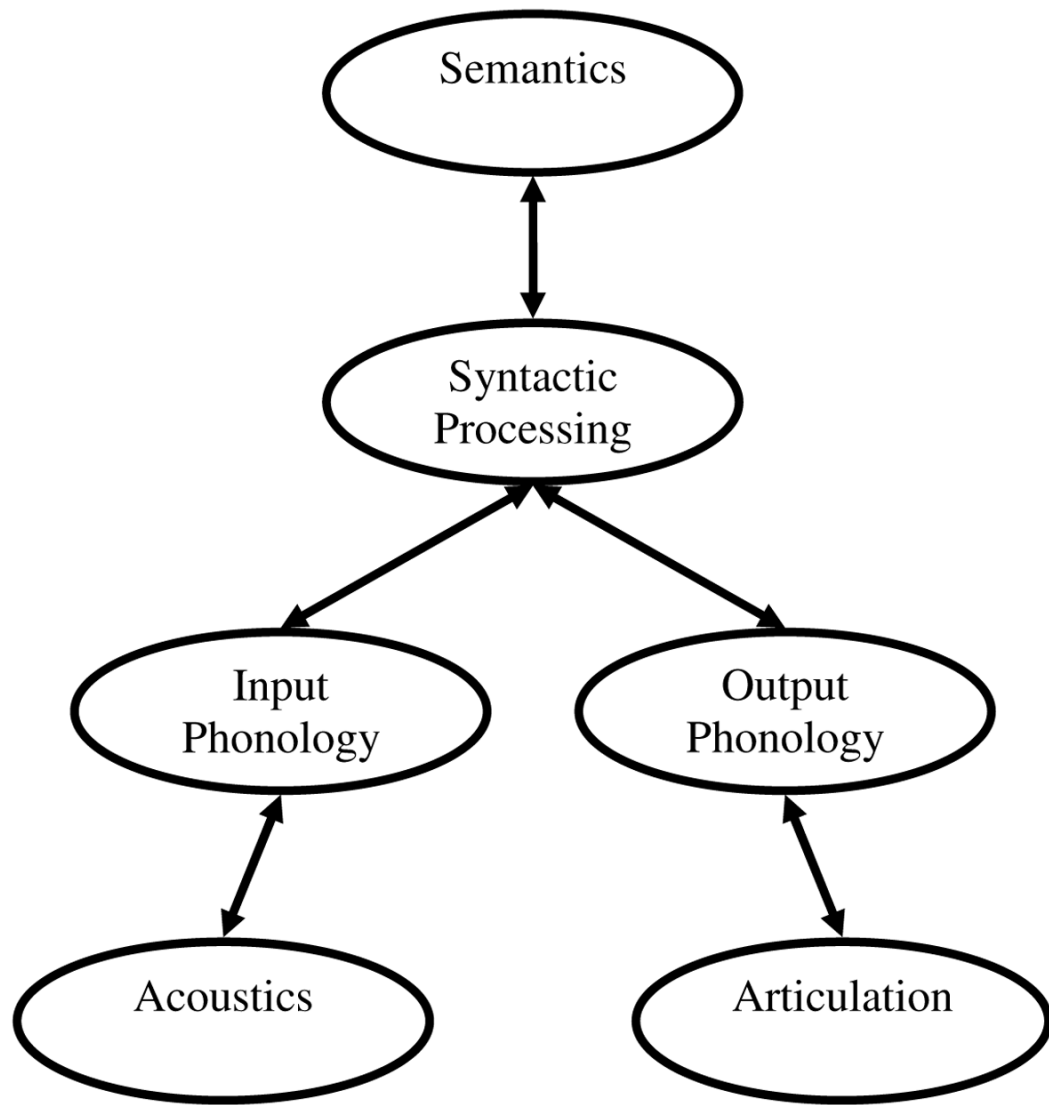 Semantics
Syntactic
Processing
Input
Phonology
Output
Phonology
Acoustics
Articulation